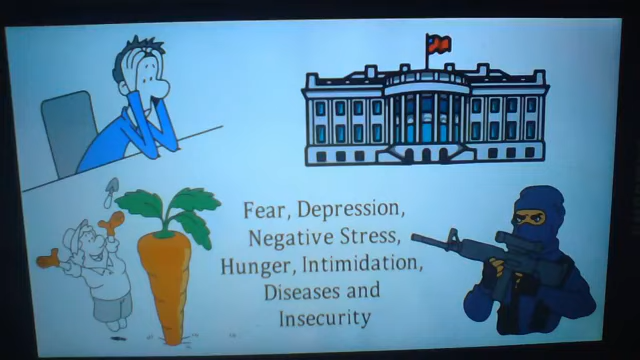 Fear, Depression,
Negative Stress,
Hunger, Intimidation,
Diseases and
Insecurity